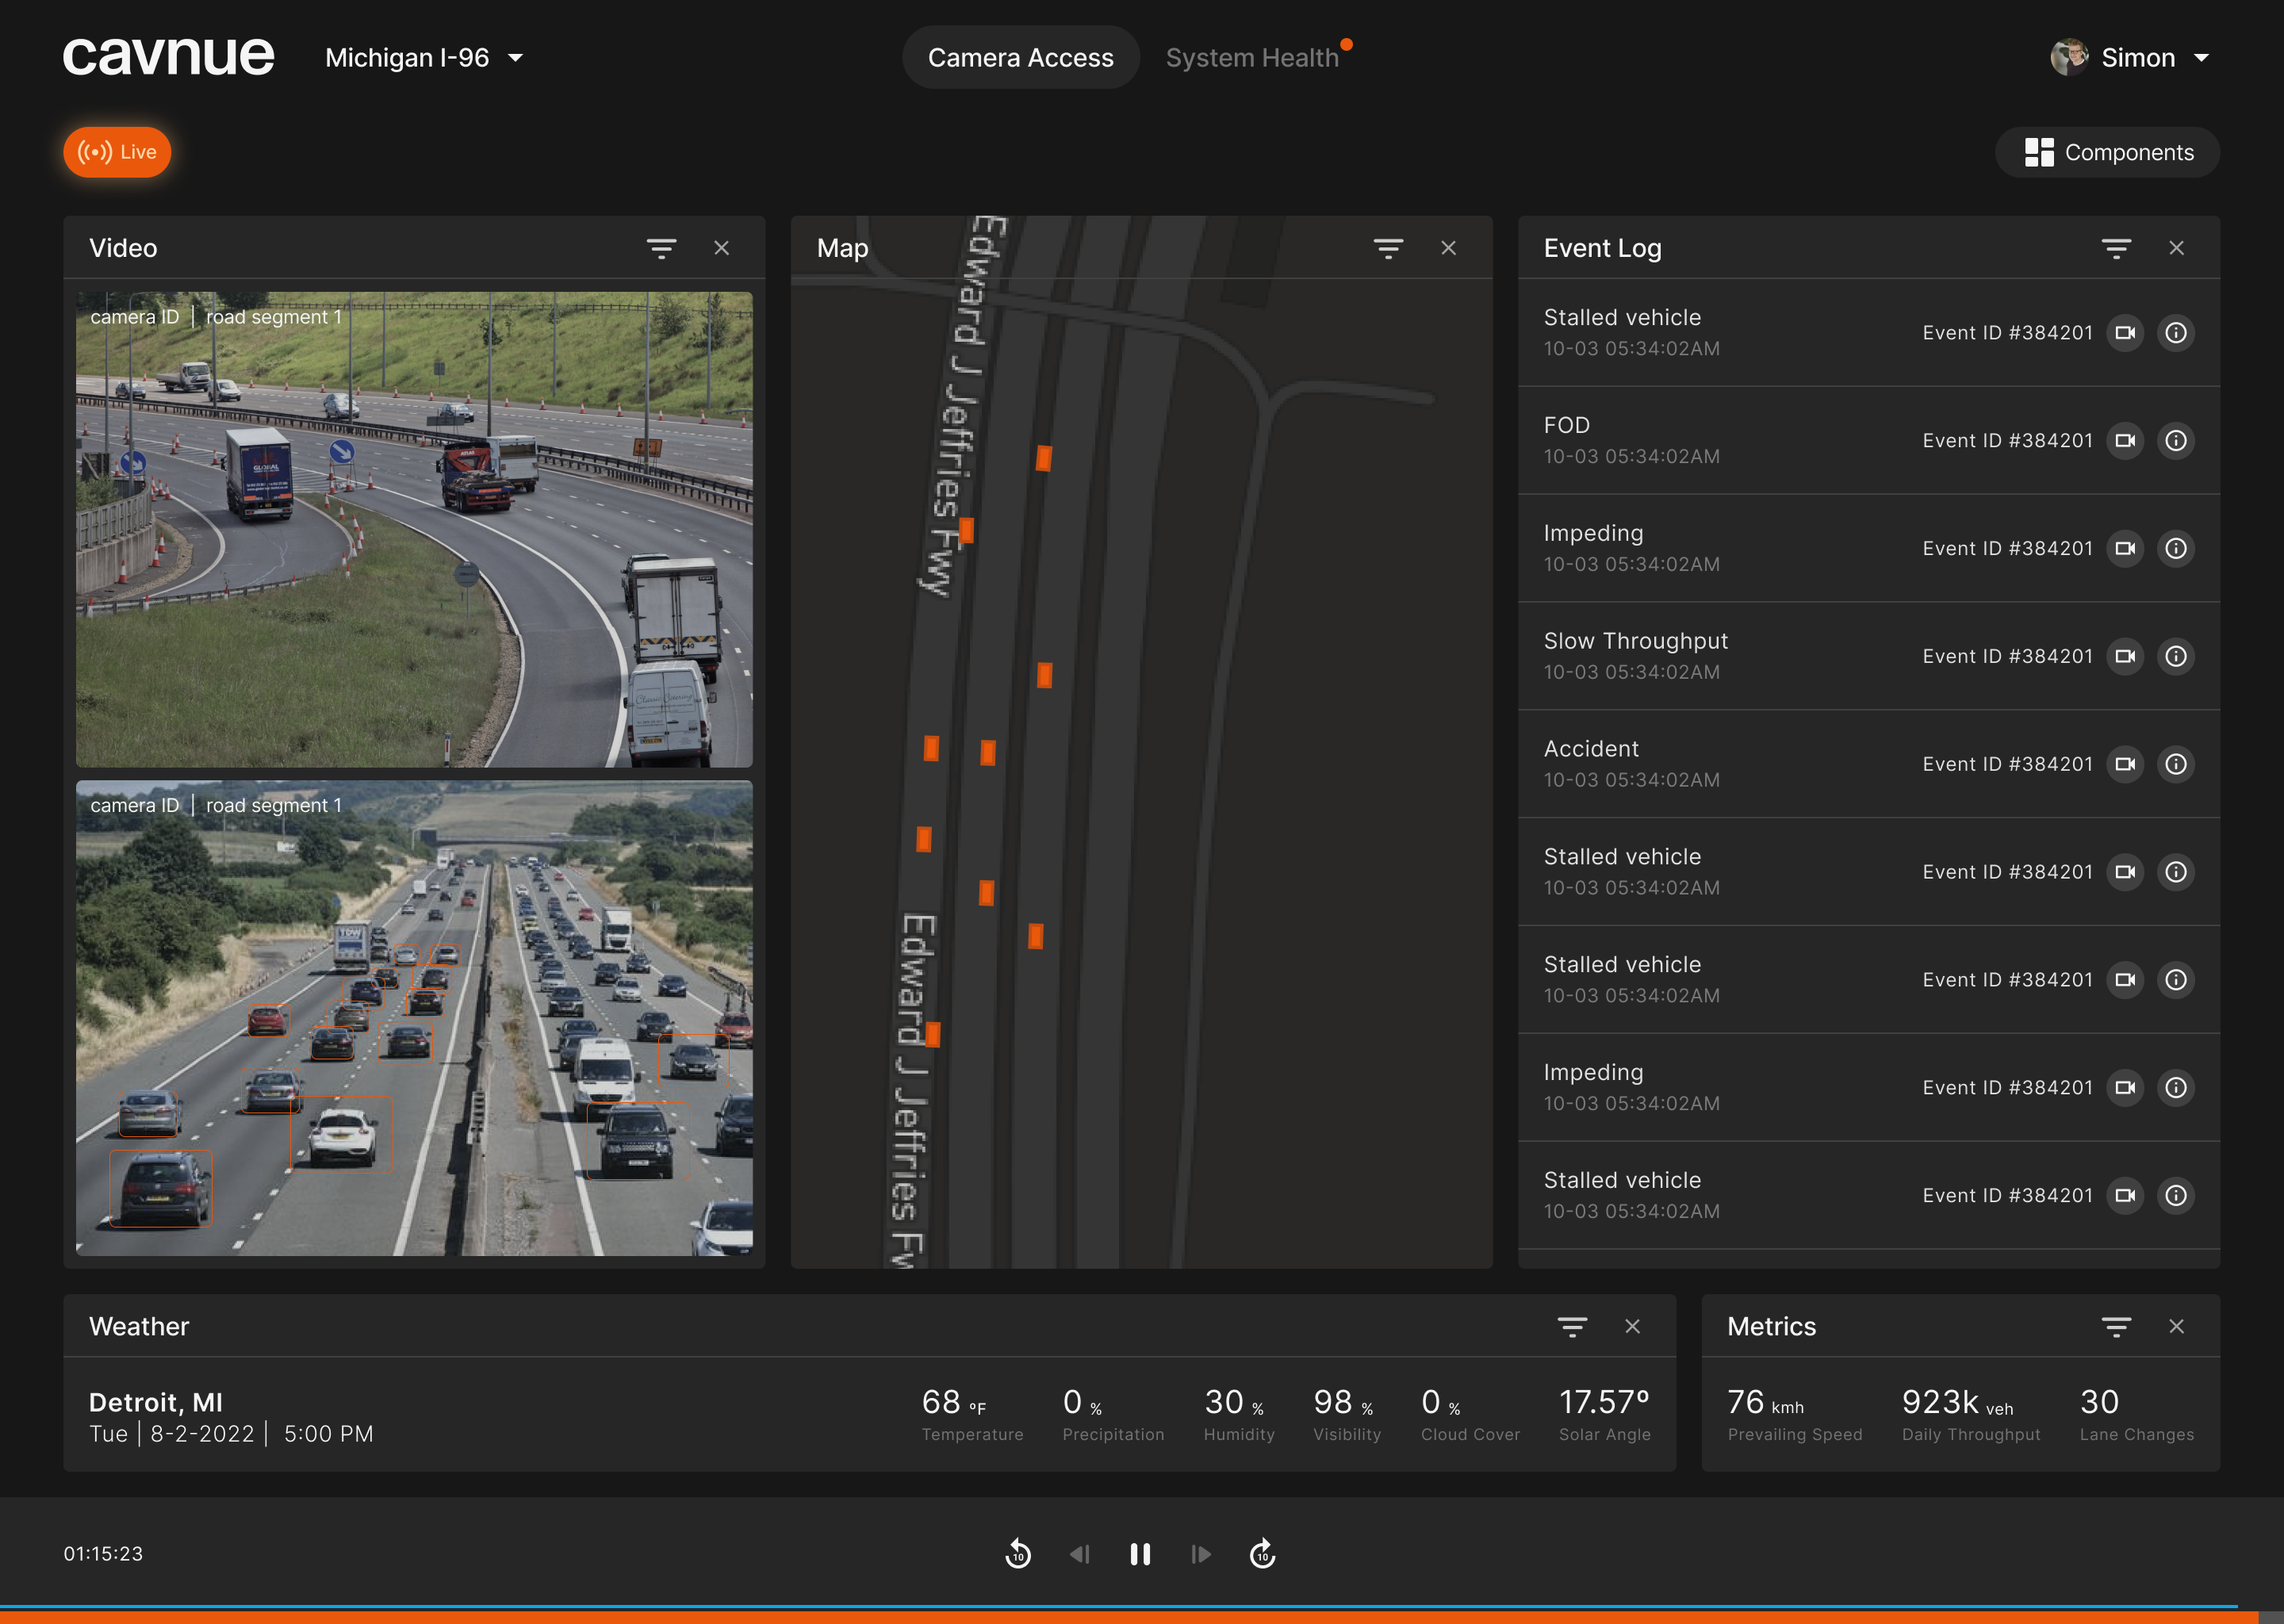 cavnue
Michigan I-96
Camera Access
System Health
Simon
Live
Components
Video
camera ID | road segment 1
GLOBAL
ATLAS
Classic Catering
camera ID | road segment 1
TDW
Map
Edward J Jeffries Fwy
Edward J Jeffries Fw
Event Log
Stalled vehicle
10-03 05:34:02AM
Event ID #384201
FOD
10-03 05:34:02AM
Event ID #384201
Impeding
10-03 05:34:02AM
Event ID #384201
Slow Throughput
10-03 05:34:02AM
Event ID #384201
Accident
10-03 05:34:02AM
Event ID #384201
Stalled vehicle
10-03 05:34:02AM
Event ID #384201
Stalled vehicle
10-03 05:34:02AM
Event ID #384201
Impeding
10-03 05:34:02AM
Event ID #384201
Stalled vehicle
10-03 05:34:02AM
Event ID #384201
Weather
Detroit, MI
Tue | 8-2-2022 | 5:00 PM
68 ºF
Temperature
0 %
Precipitation
30 %
Humidity
98 %
Visibility
0 %
Cloud Cover
17.57º
Solar Angle
Metrics
76 kmh
Prevailing Speed
923k veh
Daily Throughput
30
Lane Changes
01:15:23
10
10